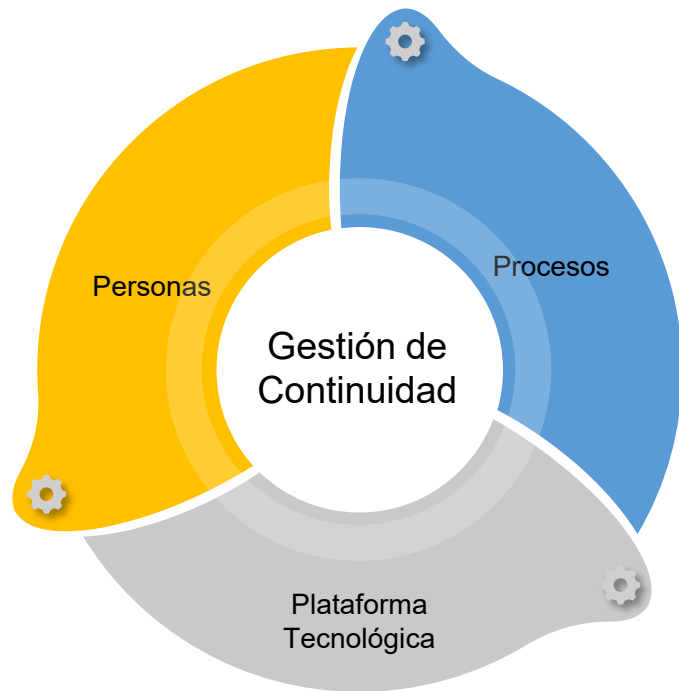 Personas
Procesos
Gestión de
Continuidad
Plataforma
Tecnológica